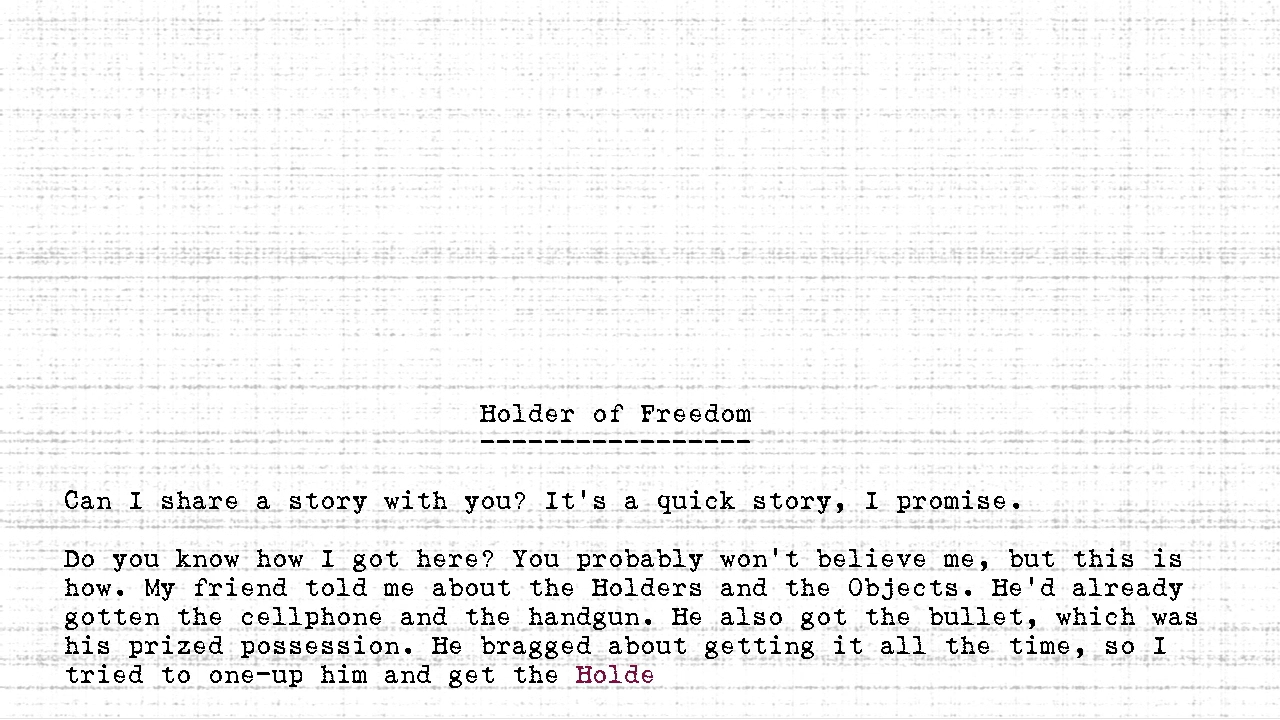 Holder of Freedom
-----------------
Can I share a story with you? It's a quick story, I promise.
Do you know how I got here? You probably won't believe me, but this is
how. My friend told me about the Holders and the Objects. He'd already
gotten the cellphone and the handgun. He also got the bullet, which was
his prized possession. He bragged about getting it all the time, so I
tried to one-up him and get the Holde